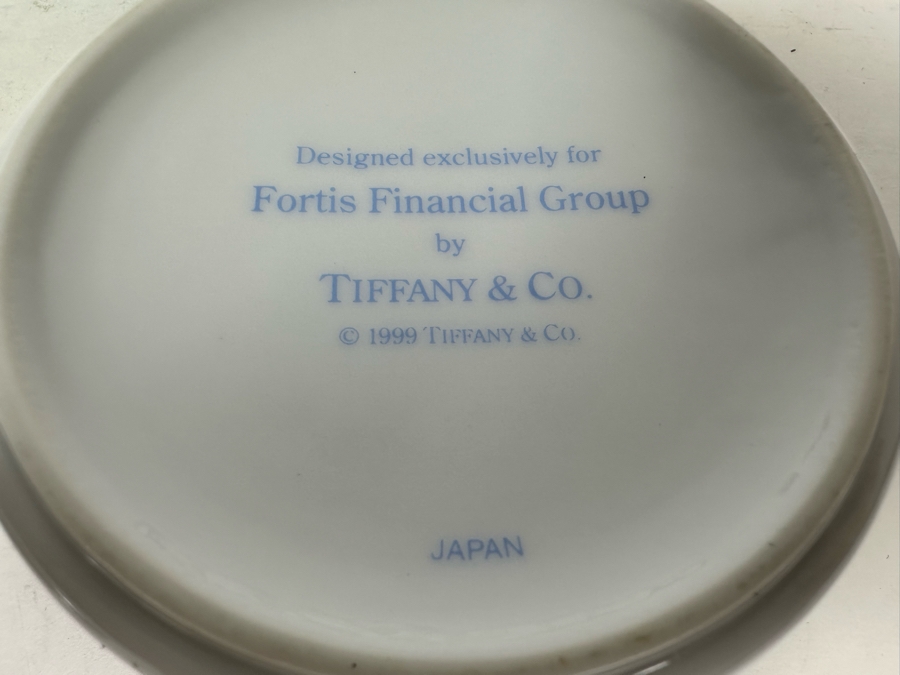 Designed exclusively for
Fortis Financial Group
by
TIFFANY & CO.
© 1999 TIFFANY & CO.
JAPAN